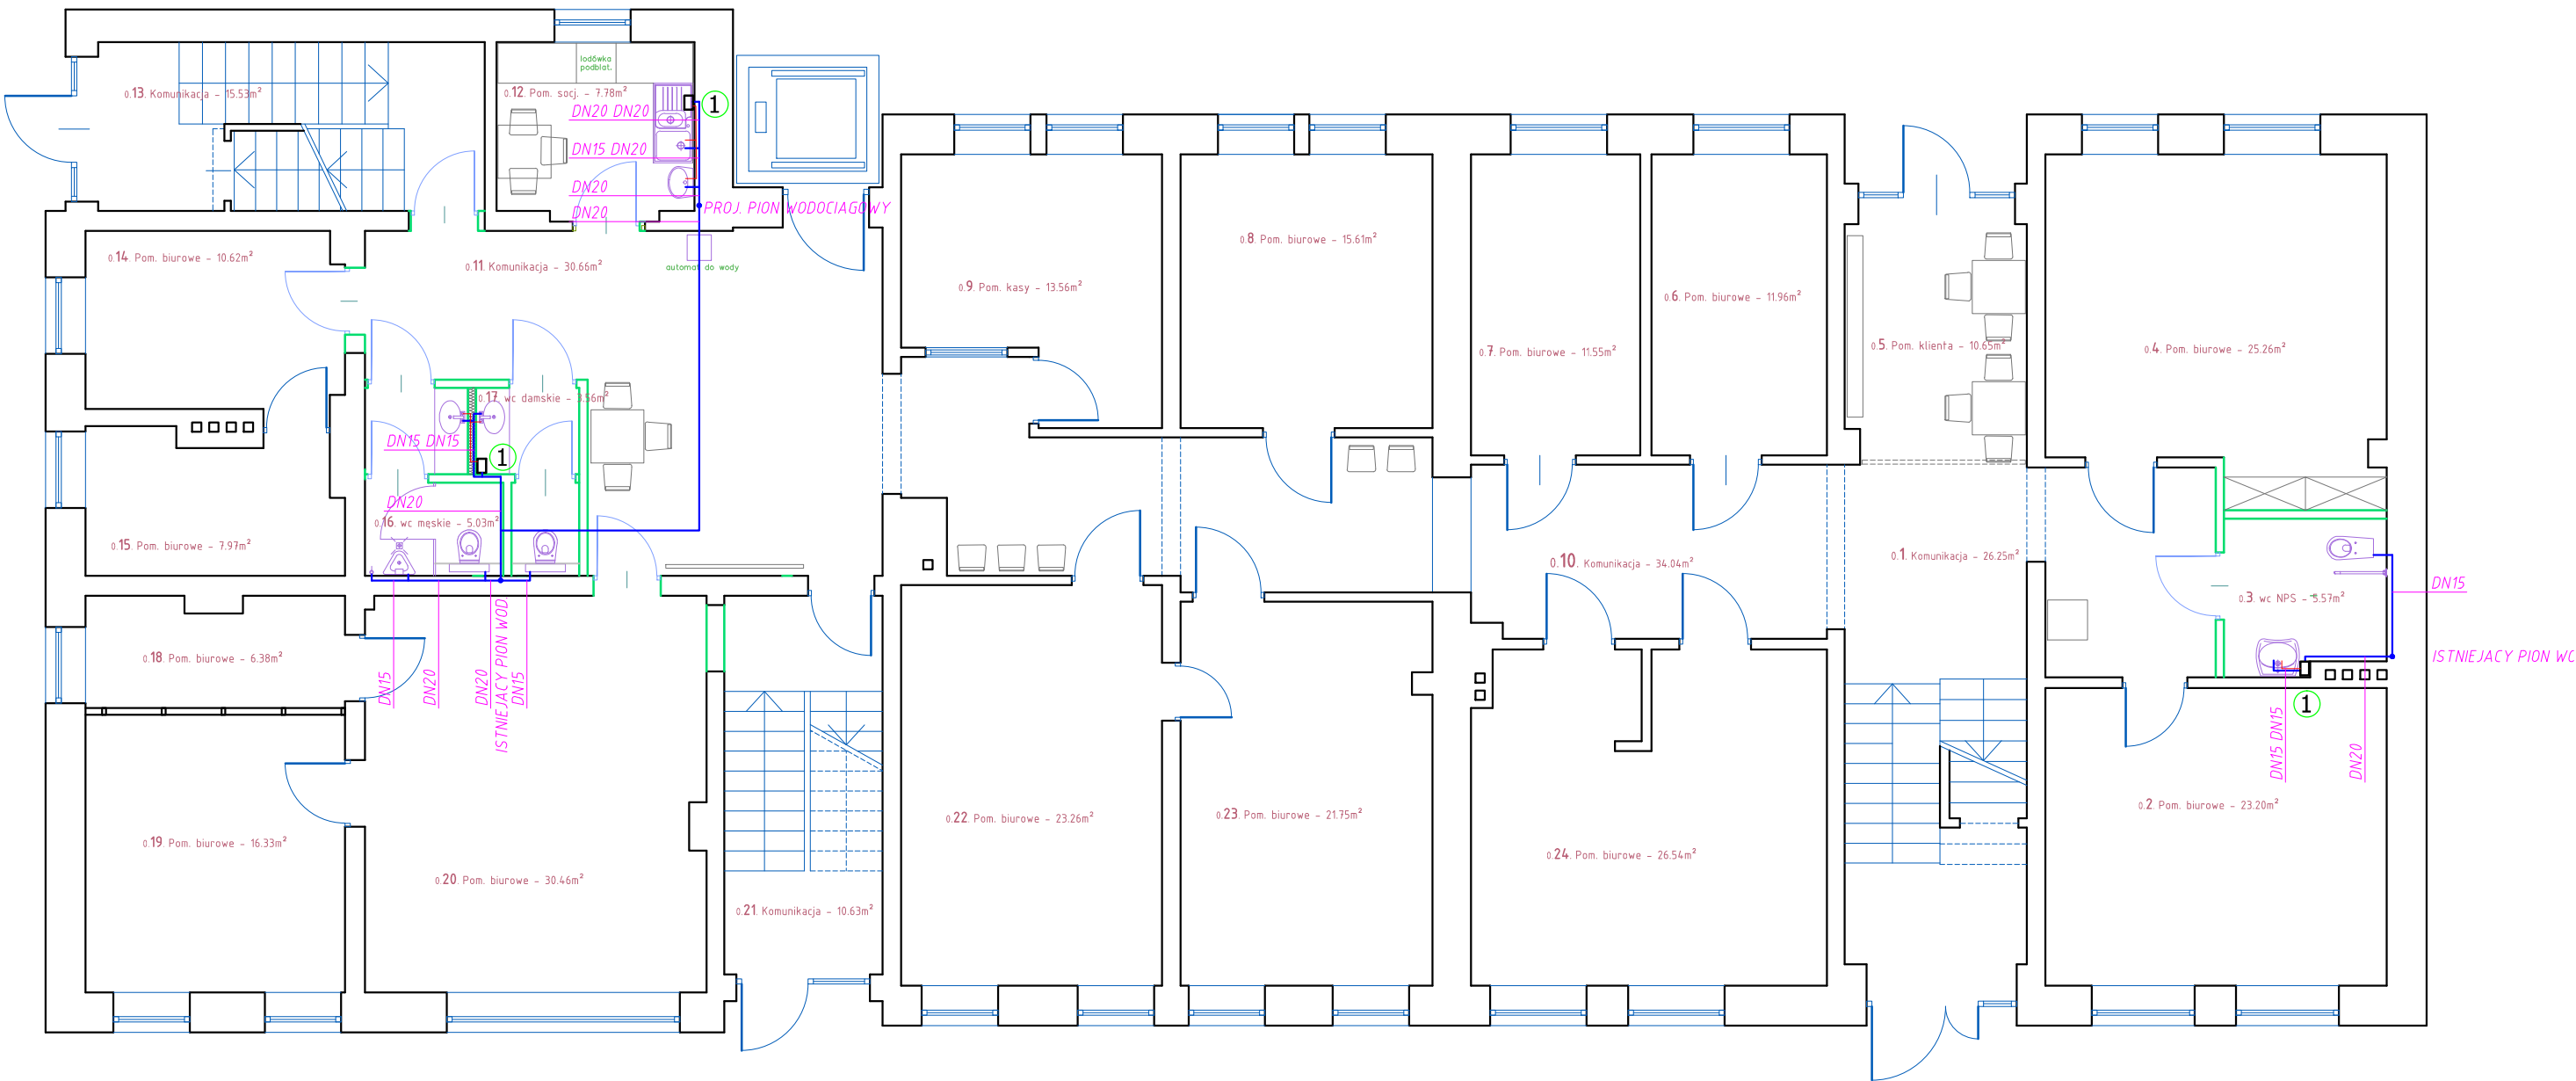 lodówka
podblat.
0.13. Komunikacja - 15.53m²
0.12. Pom. socj. - 7.78m²
1
DN20 DN20
DN15 DN20
DN20
DN20
PROJ. PION WODOCIAGOWY
0.14. Pom. biurowe - 10.62m²
0.11. Komunikacja - 30.66m²
automat do wody
0.9. Pom. kasy - 13.56m²
0.8. Pom. biurowe - 15.61m²
0.7. Pom. biurowe - 11.55m²
0.6. Pom. biurowe - 11.96m²
0.5. Pom. klienta - 10.65m²
0.4. Pom. biurowe - 25.26m²
0.17. wc damskie - 3.56m²
DN15 DN15
1
DN20
0.16. wc męskie - 5.03m²
0.15. Pom. biurowe - 7.97m²
0.10. Komunikacja - 34.04m²
0.1. Komunikacja - 26.25m²
DN15
0.3. wc NPS - 5.57m²
ISTNIEJACY PION WO
1
0.18. Pom. biurowe - 6.38m²
DN15
DN20
DN20
ISTNIEJACY PION WOD.
DN15
DN15 DN15
DN20
0.19. Pom. biurowe - 16.33m²
0.20. Pom. biurowe - 30.46m²
0.21. Komunikacja - 10.63m²
0.22. Pom. biurowe - 23.26m²
0.23. Pom. biurowe - 21.75m²
0.24. Pom. biurowe - 26.54m²
0.2. Pom. biurowe - 23.20m²